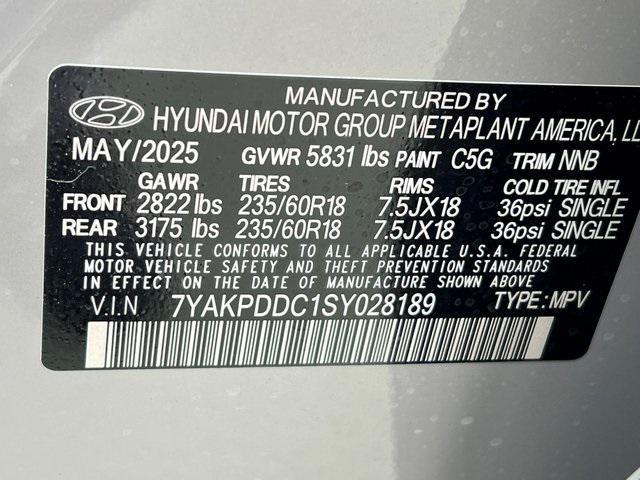 MANUFACTURED BY
HYUNDAI MOTOR GROUP METAPLANT AMERICA, LL
MAY/2025 GVWR 5831 lbs PAINT C5G TRIM NNB
GAWR TIRES RIMS COLD TIRE INFL
FRONT 2822 lbs 235/60R18 7.5JX18 36psi SINGLE
REAR 3175 lbs 235/60R18 7.5JX18 36psi SINGLE
THIS VEHICLE CONFORMS TO ALL APPLICABLE U.S.A. FEDERAL
MOTOR VEHICLE SAFETY AND THEFT PREVENTION
STANDARDS IN EFFECT ON THE DATE OF MANUFACTURE SHOWN ABOVE
V.I.N. 7YAKPDDC1SY028189 TYPE: MPV